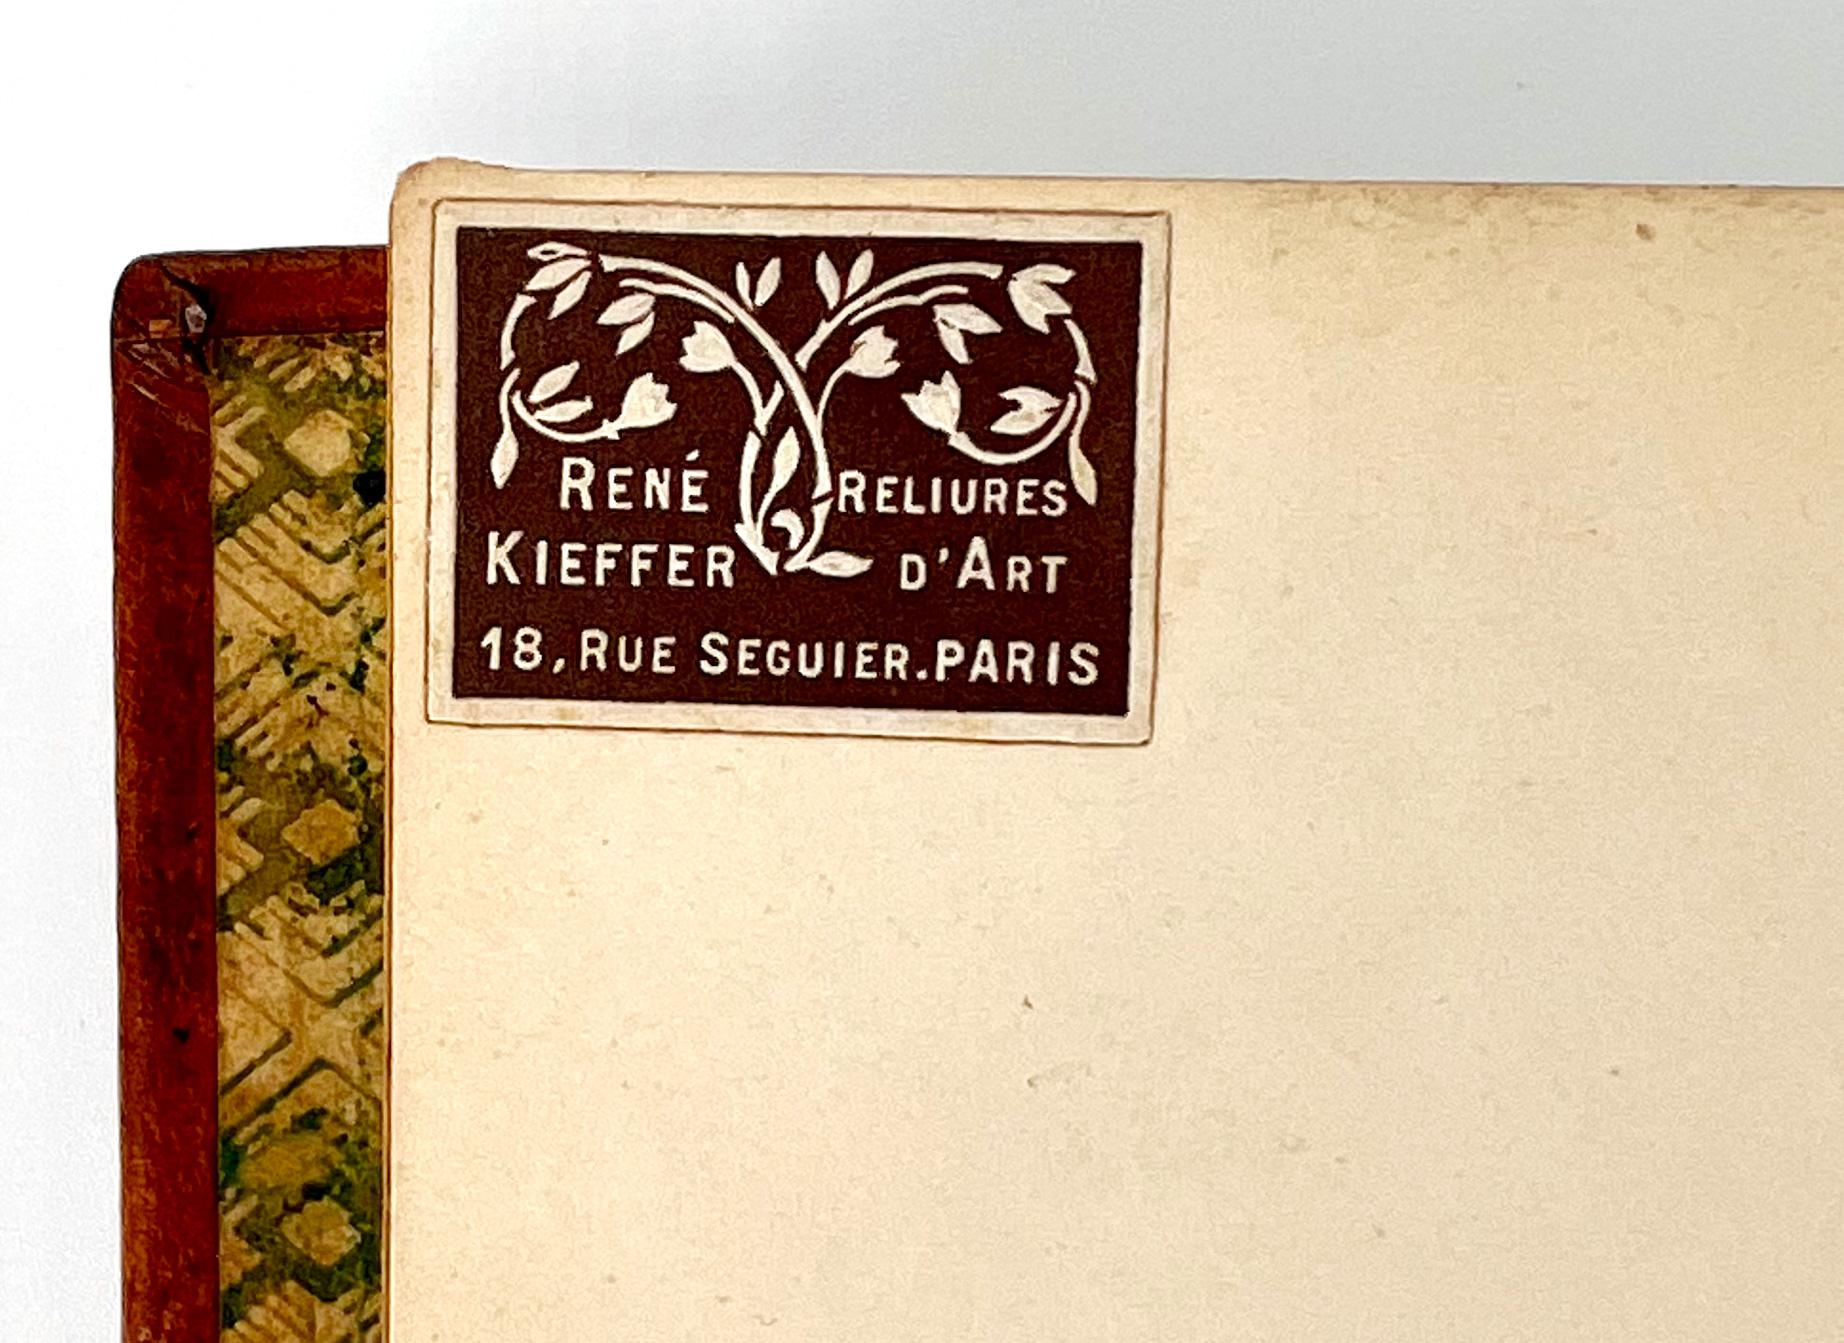 RENÉ RELIURES
KIEFFER D'ART
18, RUE SEGUIER. PARIS